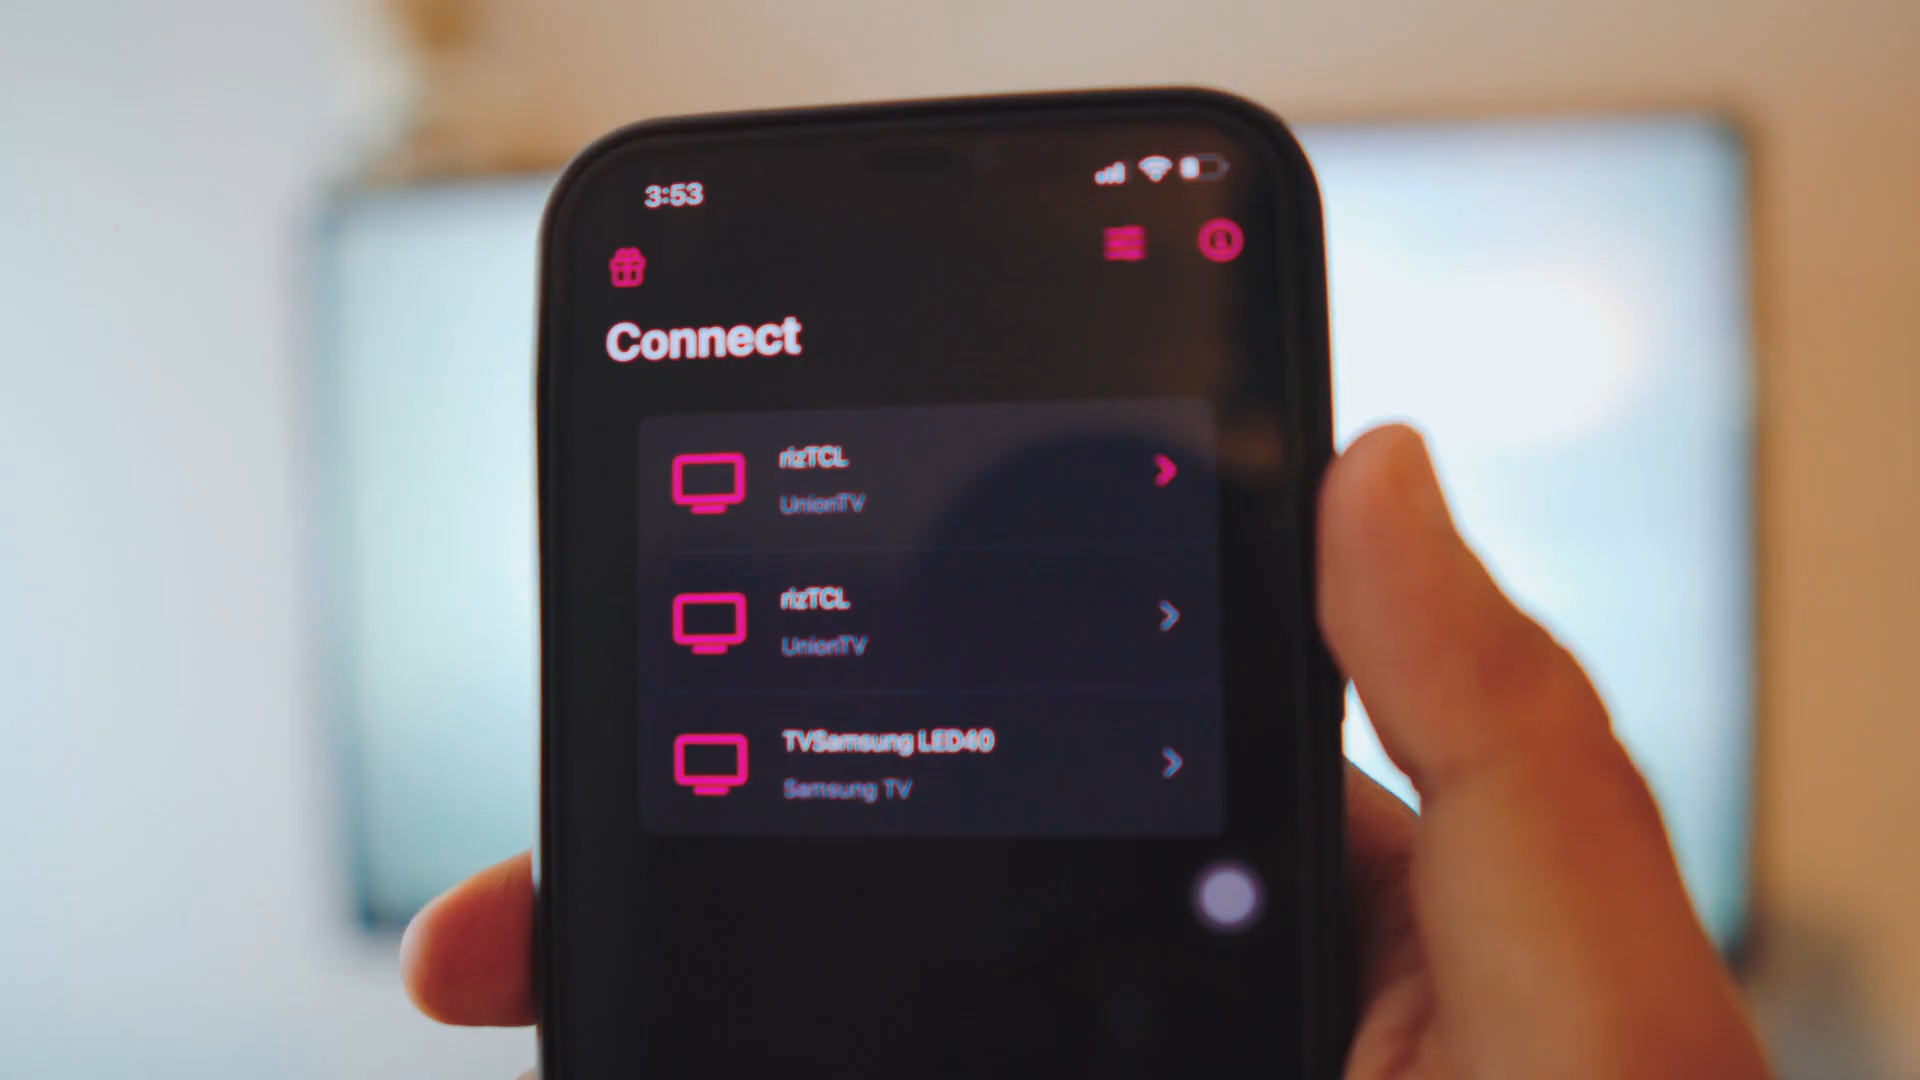 3:53
Connect
rizTCL
UnionTV
rizTCL
UnionTV
TVSamsung LED40
Samsung TV